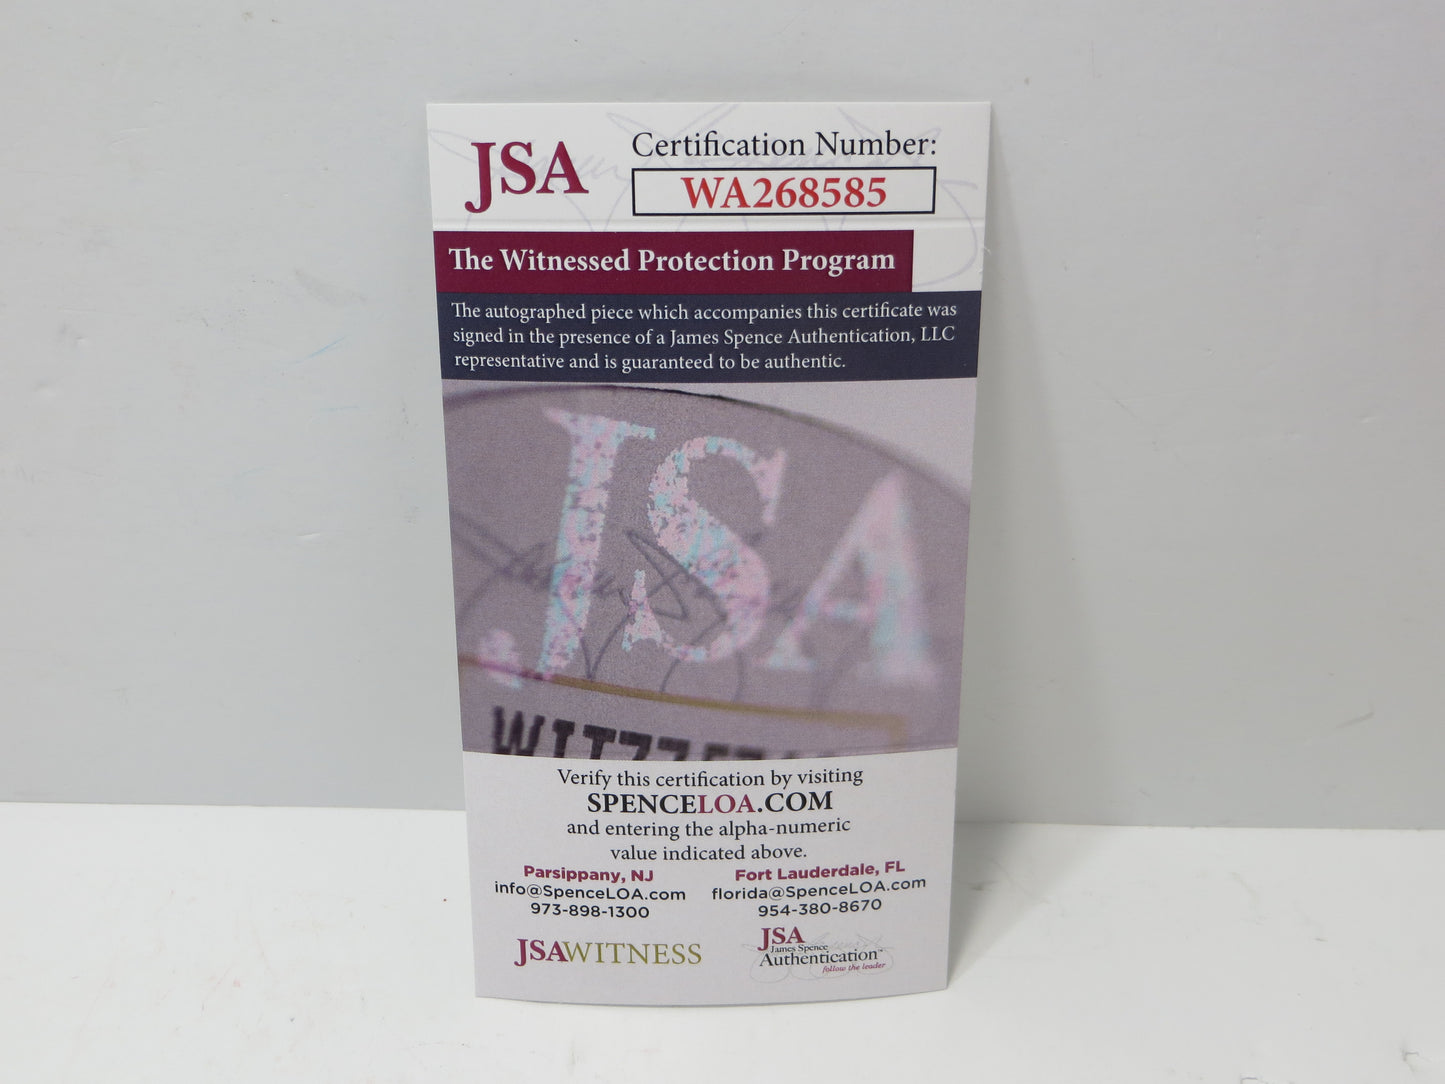 JSA
Certification Number:
WA268585
The Witnessed Protection Program
The autographed piece which accompanies this certificate was
signed in the presence of a James Spence Authentication, LLC
representative and is guaranteed to be authentic.
JSA
Verify this certification by visiting
SPENCELOA.COM
and entering the alpha-numeric
value indicated above.
Parsippany, NJ
info@SpenceLOA.com
973-898-1300
Fort Lauderdale, FL
florida@SpenceLOA.com
954-380-8670
JSAWITNESS
JSA
James Spence
Authentication™
follow the leader